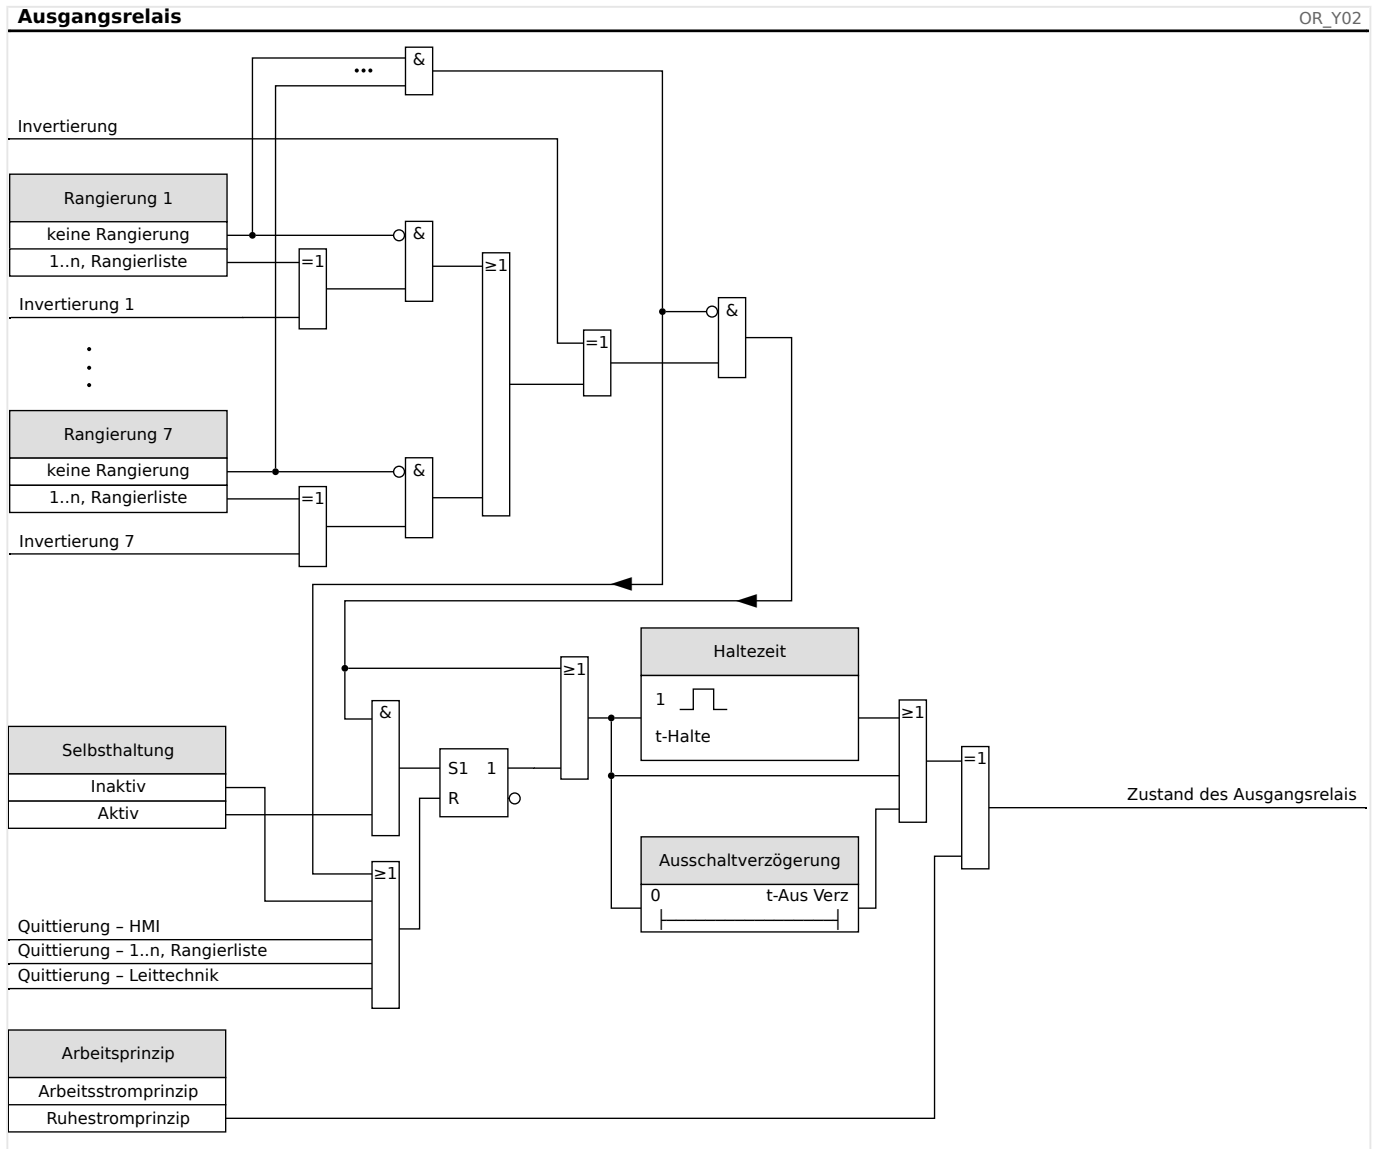 Ausgangsrelais
OR_Y02
&
...
Invertierung
Rangierung 1
keine Rangierung
&
1..n, Rangierliste
=1
≥1
Invertierung 1
&
=1
Rangierung 7
keine Rangierung
&
1..n, Rangierliste
=1
Invertierung 7
Haltezeit
≥1
1
t-Halte
&
≥1
Selbsthaltung
Inaktiv
Aktiv
S1 1
R
=1
Zustand des Ausgangsrelais
Ausschaltverzögerung
0 t-Aus Verz
≥1
Quittierung – HMI
Quittierung – 1..n, Rangierliste
Quittierung – Leittechnik
Arbeitsprinzip
Arbeitsstromprinzip
Ruhestromprinzip